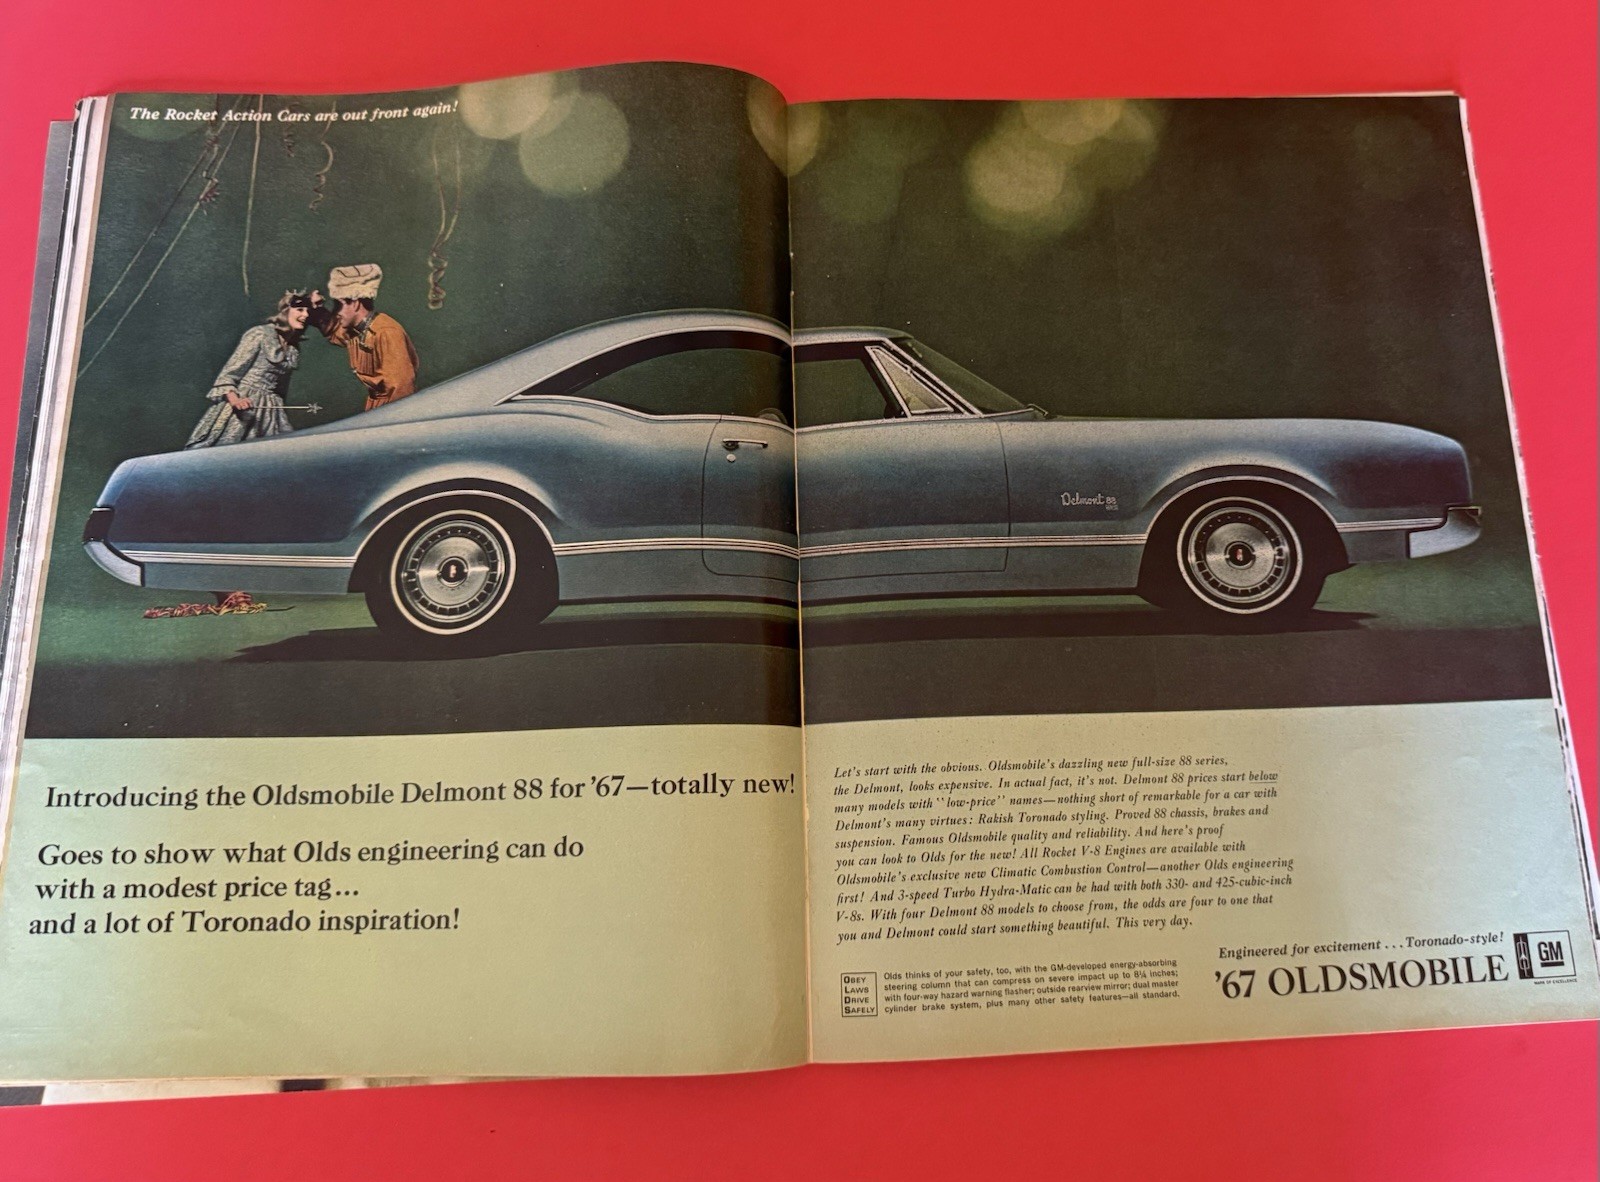 The Rocket Action Cars are out front again!
Delmont 88
Introducing the Oldsmobile Delmont 88 for '67—totally new!
Goes to show what Olds engineering can do
with a modest price tag...
and a lot of Toronado inspiration!
Let's start with the obvious. Oldsmobile's dazzling new full-size 88 series,
the Delmont, looks expensive. In actual fact, it's not. Delmont 88 prices start below
many models with "low-price" names—nothing short of remarkable for a car with
Delmont's many virtues: Rakish Toronado styling. Proved 88 chassis, brakes and
suspension. Famous Oldsmobile quality and reliability. And here's proof
you can look to Olds for the new! All Rocket V-8 Engines are available with
Oldsmobile's exclusive new Climatic Combustion Control—another Olds engineering
first! And 3-speed Turbo Hydra-Matic can be had with both 330- and 425-cubic-inch
V-8s. With four Delmont 88 models to choose from, the odds are four to one that
you and Delmont could start something beautiful. This very day.
OBEY
LAWS
DRIVE
SAFELY
Olds thinks of your safety, too, with the GM-developed energy-absorbing
steering column that can compress on severe impact up to 8¼ inches;
with four-way hazard warning flasher; outside rearview mirror; dual master
cylinder brake system, plus many other safety features—all standard.
Engineered for excitement . . . Toronado-style!
'67 OLDSMOBILE
GM
MARK OF EXCELLENCE